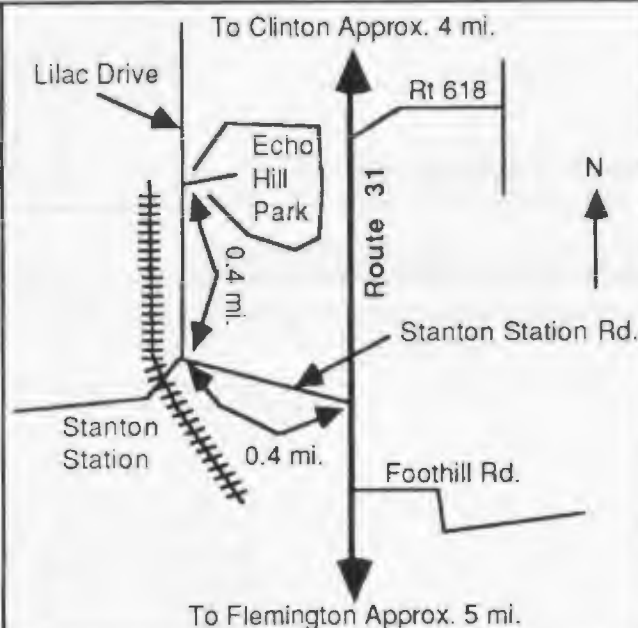 To Clinton Approx. 4 mi.
Lilac Drive
Rt 618
Echo
Hill
Park
N
Route 31
0.4 mi.
Stanton Station Rd.
Stanton
Station
0.4 mi.
Foothill Rd.
To Flemington Approx. 5 mi.